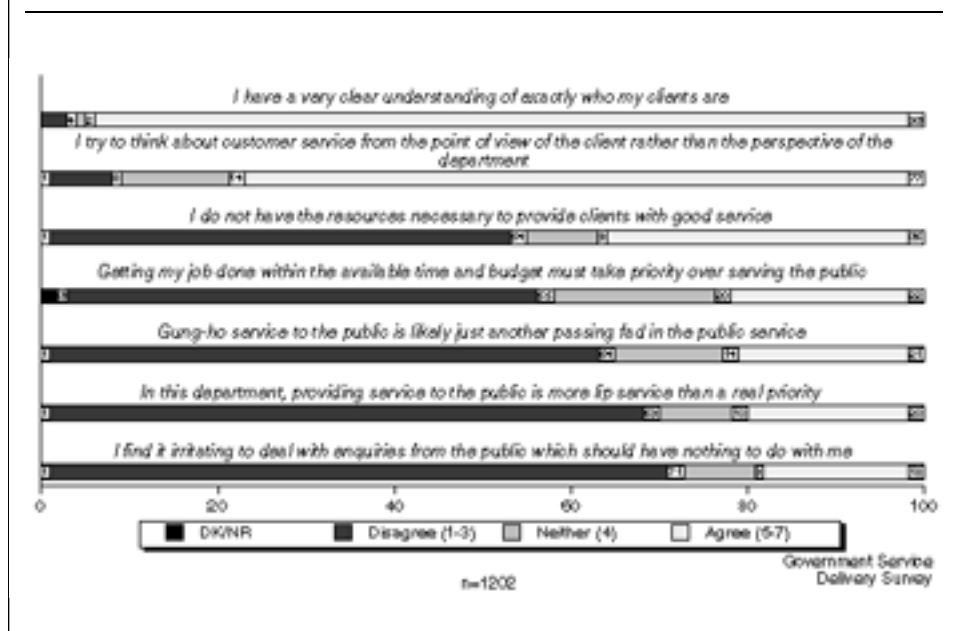 I have a very clear understanding of exactly who my clients are
I try to think about customer service from the point of view of the client rather than the perspective of the
department
I do not have the resources necessary to provide clients with good service
Getting my job done within the available time and budget must take priority over serving the public
Gung-ho service to the public is likely just another passing fad in the public service
In this department, providing service to the public is more lip service than a real priority
I find it irritating to deal with enquiries from the public which should have nothing to do with me
0 20 40 60 80 100
DK/NR Disagree (1-3) Neither (4) Agree (5-7)
Government Service
Delivery Survey
n=1202